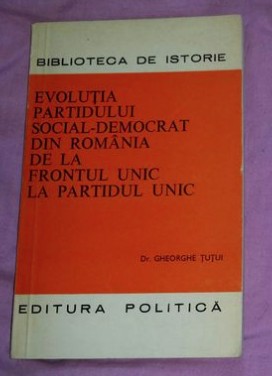 BIBLIOTECA DE ISTORIE
EVOLUȚIA
PARTIDULUI
SOCIAL-DEMOCRAT
DIN ROMÂNIA
DE LA
FRONTUL UNIC
LA PARTIDUL UNIC
Dr. GHEORGHE ȚUȚUI
EDITURA POLITICĂ